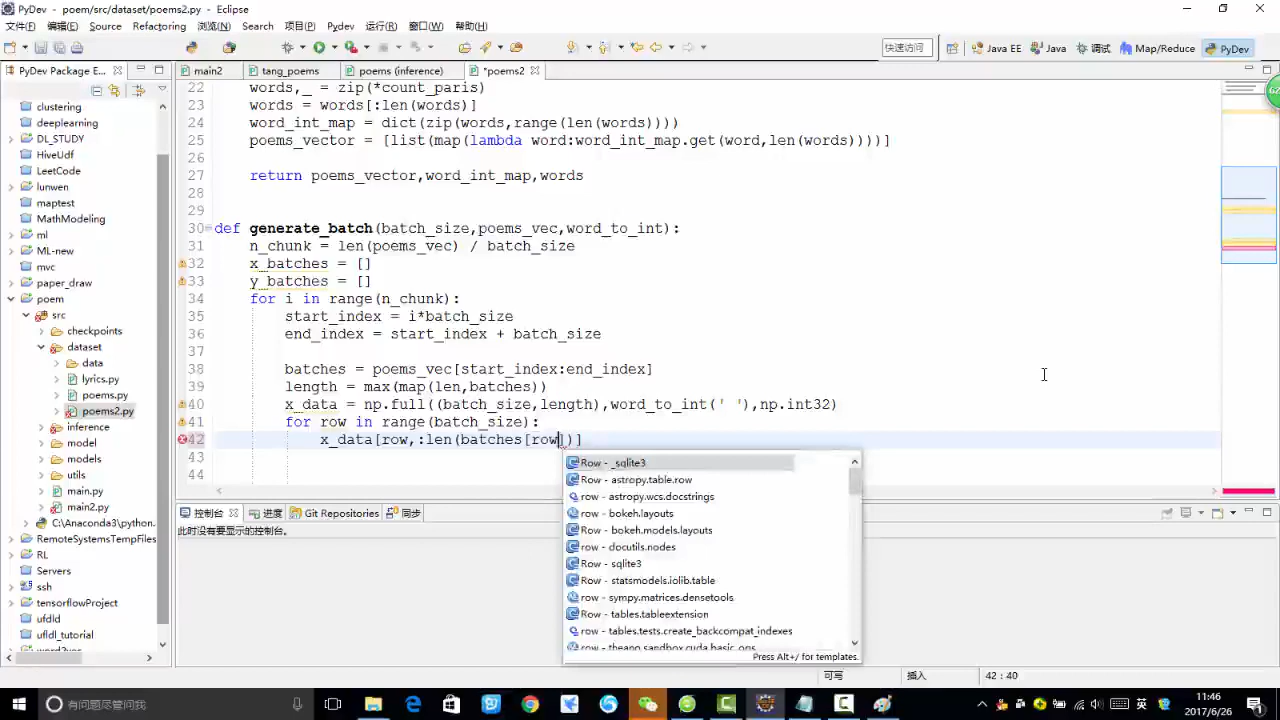 PyDev - poem/src/dataset/poems2.py - Eclipse
文件(F) 编辑(E) Source Refactoring 浏览(N) Search 项目(P) Pydev 运行(R) 窗口(W) 帮助(H)
快速访问 Java EE Java 调试 Map/Reduce PyDev
PyDev Package E...
main2 tang_poems poems (inference) *poems2
clustering
deeplearning
DL_STUDY
HiveUdf
LeetCode
lunwen
maptest
MathModeling
ml
ML-new
mvc
paper_draw
poem
src
checkpoints
dataset
data
lyrics.py
poems.py
poems2.py
inference
model
models
utils
main.py
main2.py
C:\Anaconda3\python.
RemoteSystemsTempFiles
RL
Servers
ssh
tensorflowProject
ufldl
ufldl_tutorial
22 words,_ = zip(*count_paris)
23 words = words[:len(words)]
24 word_int_map = dict(zip(words,range(len(words))))
25 poems_vector = [list(map(lambda word:word_int_map.get(word,len(words))))]
26
27 return poems_vector,word_int_map,words
28
29
30 def generate_batch(batch_size,poems_vec,word_to_int):
31 n_chunk = len(poems_vec) / batch_size
32 x_batches = []
33 y_batches = []
34 for i in range(n_chunk):
35 start_index = i*batch_size
36 end_index = start_index + batch_size
37
38 batches = poems_vec[start_index:end_index]
39 length = max(map(len,batches))
40 x_data = np.full((batch_size,length),word_to_int(' '),np.int32)
41 for row in range(batch_size):
42 x_data[row,:len(batches[row])]
43
44
62
Row - _sqlite3
Row - astropy.table.row
row - astropy.wcs.docstrings
row - bokeh.layouts
Row - bokeh.models.layouts
row - docutils.nodes
Row - sqlite3
Row - statsmodels.iolib.table
row - sympy.matrices.densetools
Row - tables.tableextension
row - tables.tests.create_backcompat_indexes
row - theano.sandbox.cuda.basic_ops
Press Alt+/ for templates.
控制台 进度 Git Repositories 同步
此时没有要显示的控制台。
可写 插入 42 : 40
有问题尽管问我
英
11:46
2017/6/26